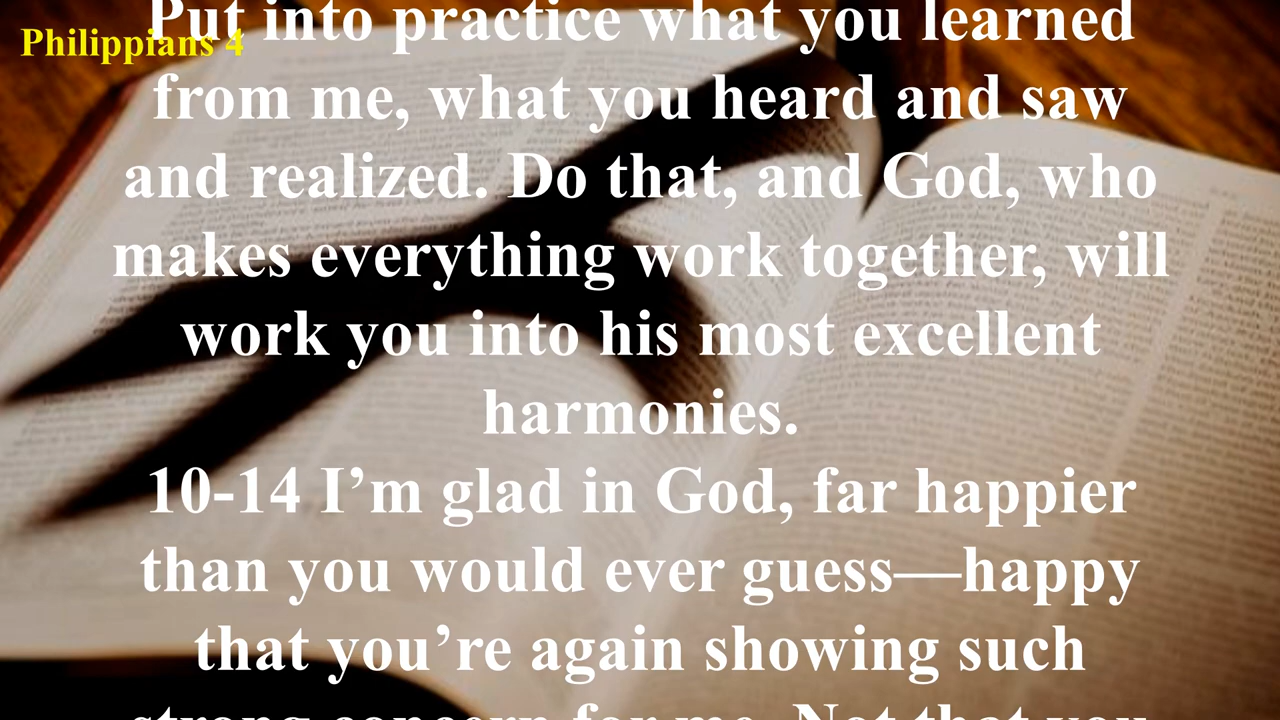 Philippians 4
Put into practice what you learned
from me, what you heard and saw
and realized. Do that, and God, who
makes everything work together, will
work you into his most excellent
harmonies.
10-14 I’m glad in God, far happier
than you would ever guess—happy
that you’re again showing such
strong concern for me. Not that you